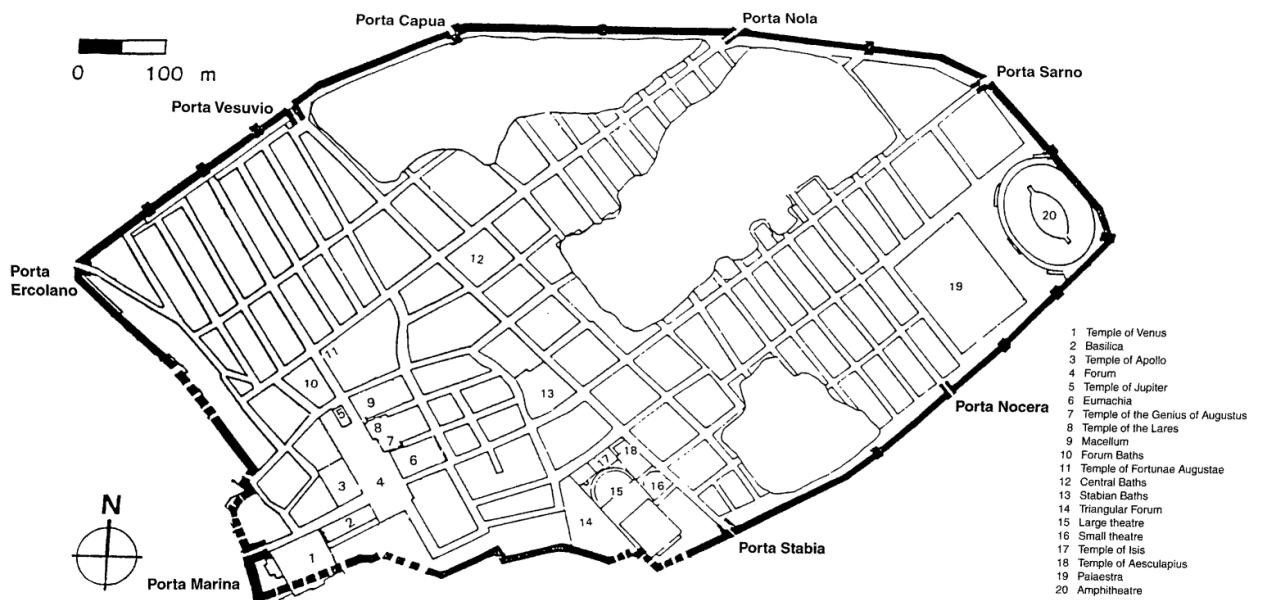 Porta Capua
Porta Nola
0 100 m
Porta Sarno
Porta Vesuvio
20
12
Porta
Ercolano
19
11
10
9
13
5
8
7
6
18
17
3
4
16
15
2
14
1
Porta Nocera
N
Porta Stabia
Porta Marina
1 Temple of Venus
2 Basilica
3 Temple of Apollo
4 Forum
5 Temple of Jupiter
6 Eumachia
7 Temple of the Genius of Augustus
8 Temple of the Lares
9 Macellum
10 Forum Baths
11 Temple of Fortunae Augustae
12 Central Baths
13 Stabian Baths
14 Triangular Forum
15 Large theatre
16 Small theatre
17 Temple of Isis
18 Temple of Aesculapius
19 Palaestra
20 Amphitheatre